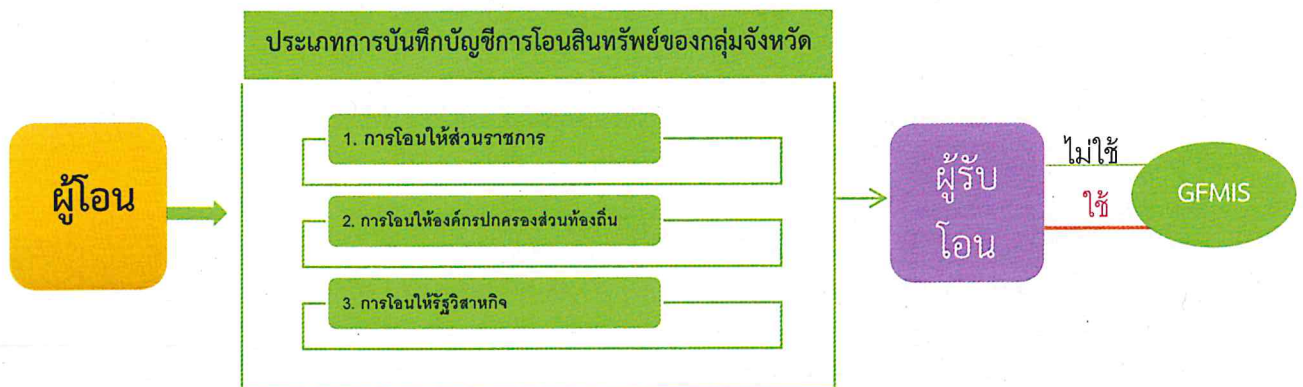 ประเภทการบันทึกบัญชีการโอนสินทรัพย์ของกลุ่มจังหวัด
ผู้โอน
1. การโอนให้ส่วนราชการ
2. การโอนให้องค์กรปกครองส่วนท้องถิ่น
3. การโอนให้รัฐวิสาหกิจ
ผู้รับ
โอน
ไม่ใช้
ใช้
GFMIS